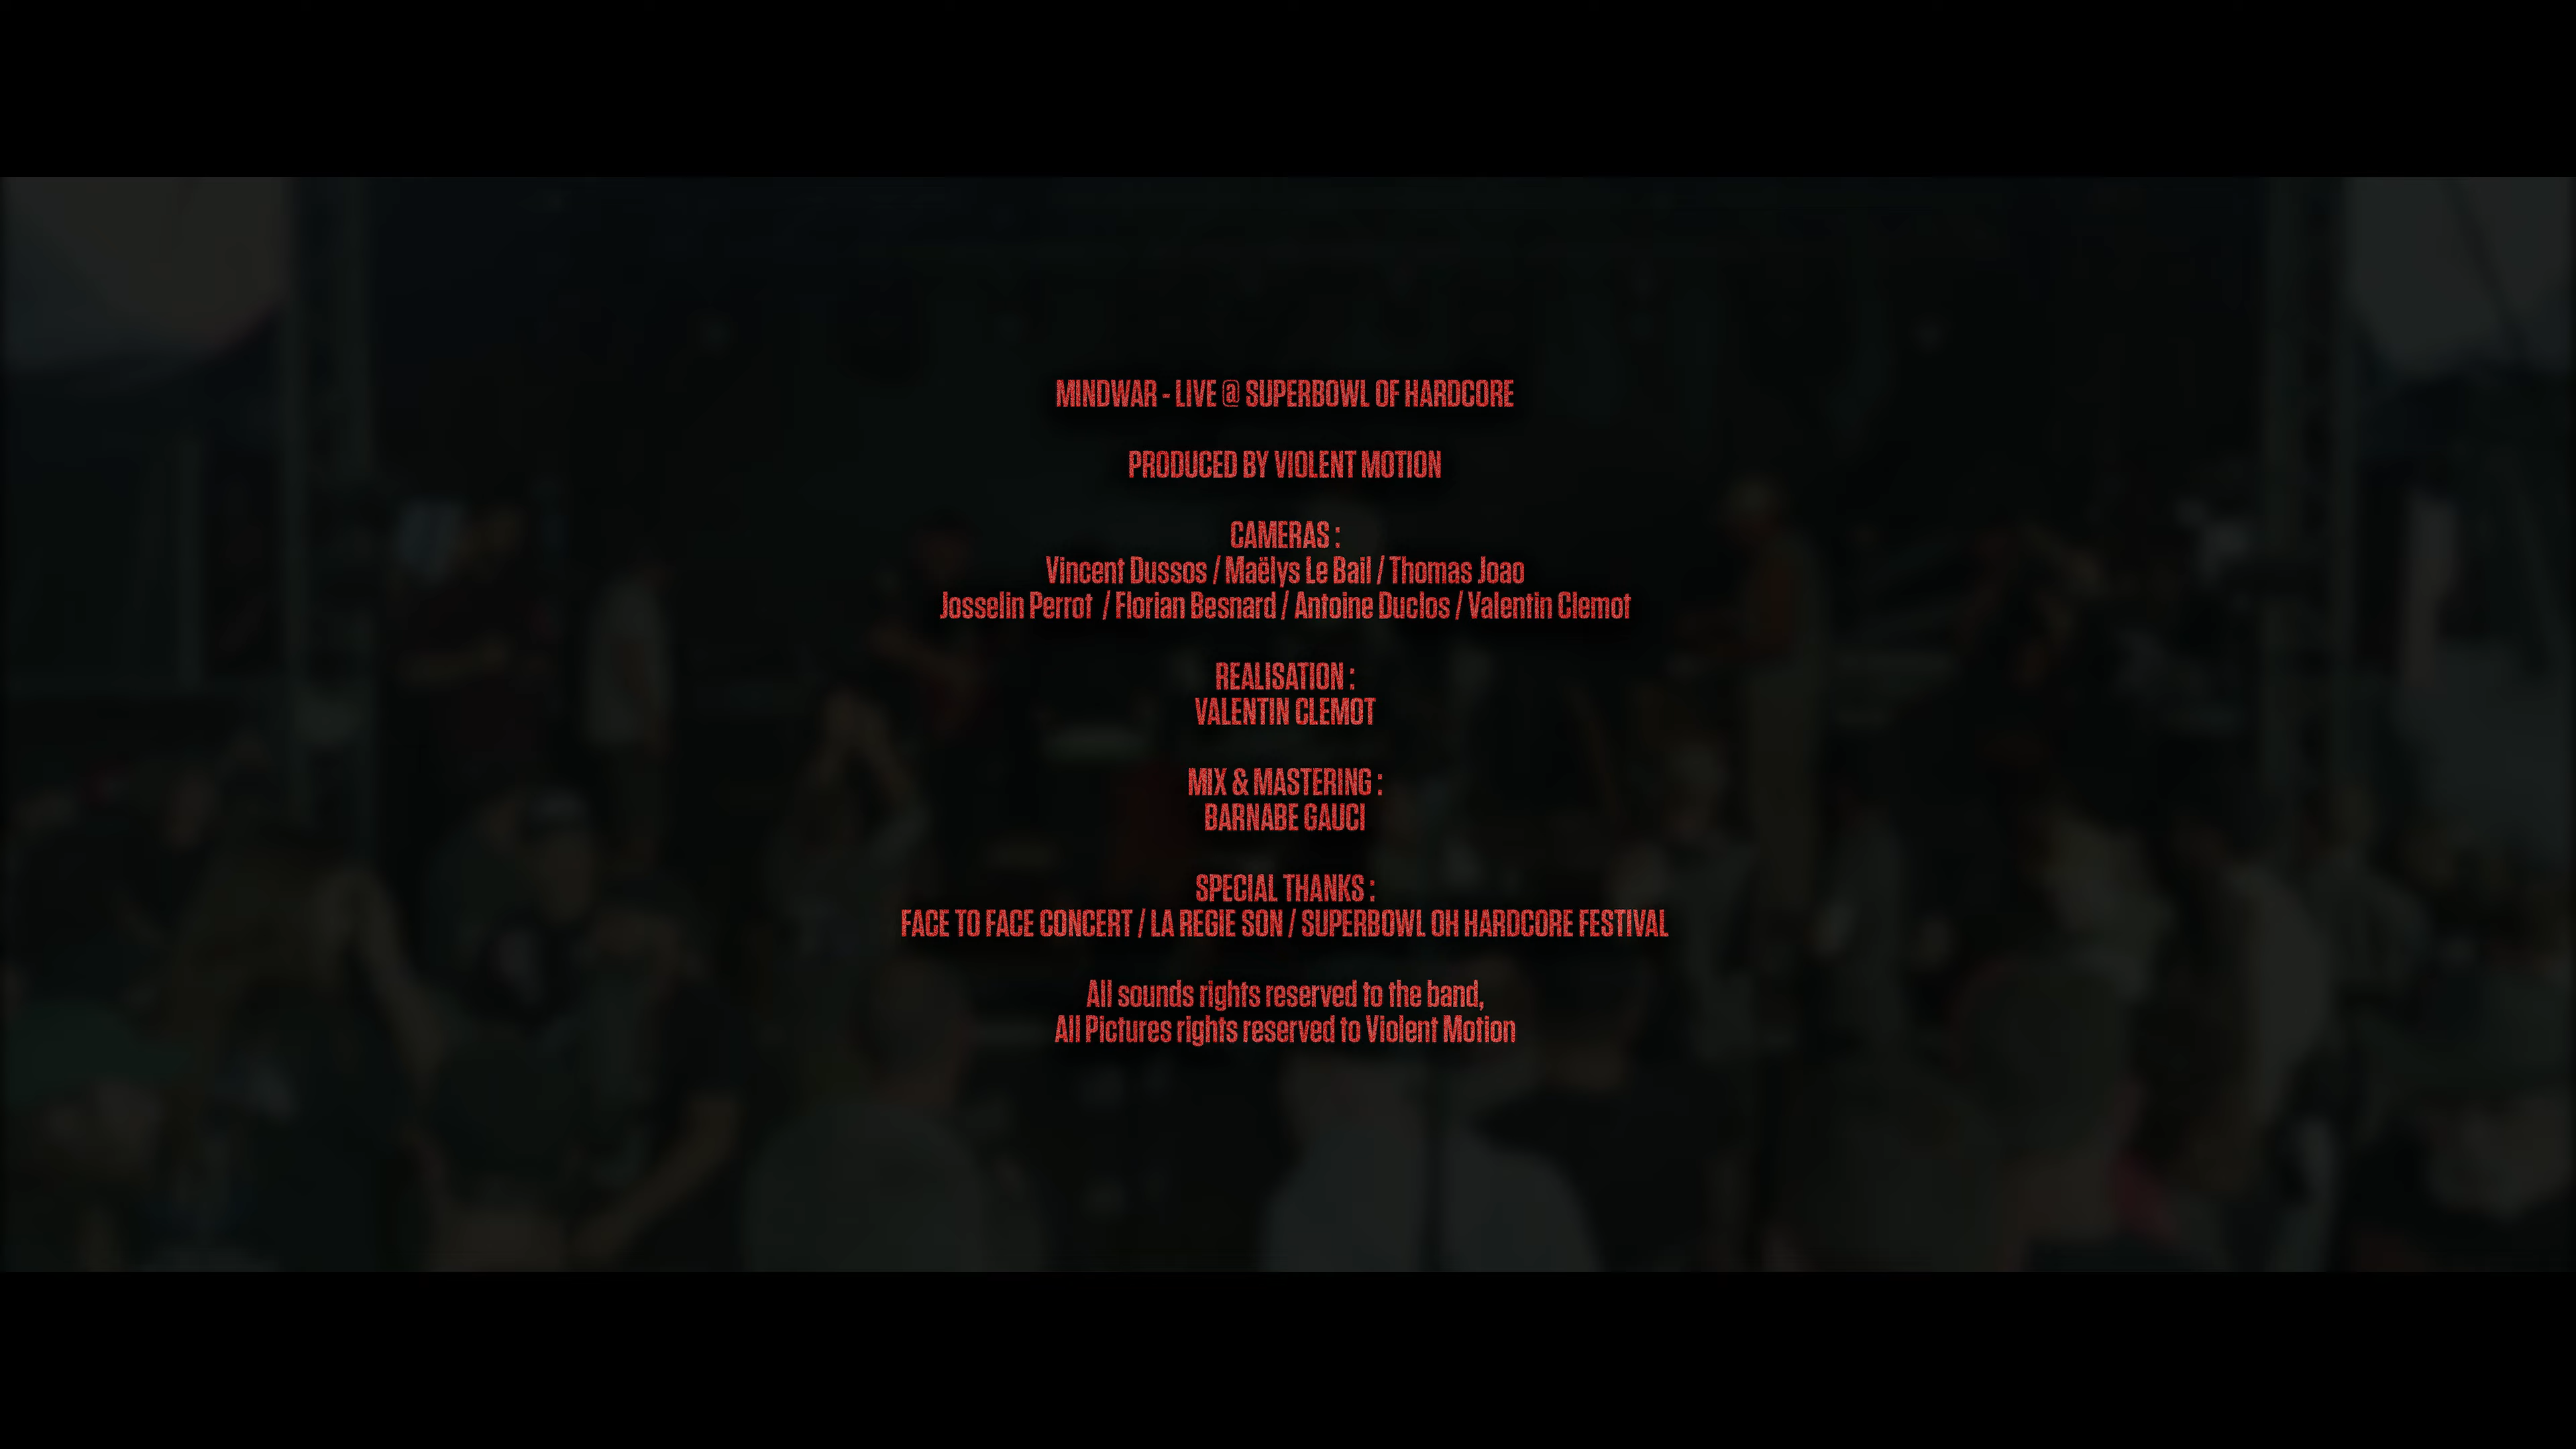 MINDWAR - LIVE @ SUPERBOWL OF HARDCORE
PRODUCED BY VIOLENT MOTION
CAMERAS :
Vincent Dussos / Maëlys Le Bail / Thomas Joao
Josselin Perrot / Florian Besnard / Antoine Duclos / Valentin Clemot
REALISATION :
VALENTIN CLEMOT
MIX & MASTERING :
BARNABE GAUCI
SPECIAL THANKS :
FACE TO FACE CONCERT / LA REGIE SON / SUPERBOWL OH HARDCORE FESTIVAL
All sounds rights reserved to the band,
All Pictures rights reserved to Violent Motion